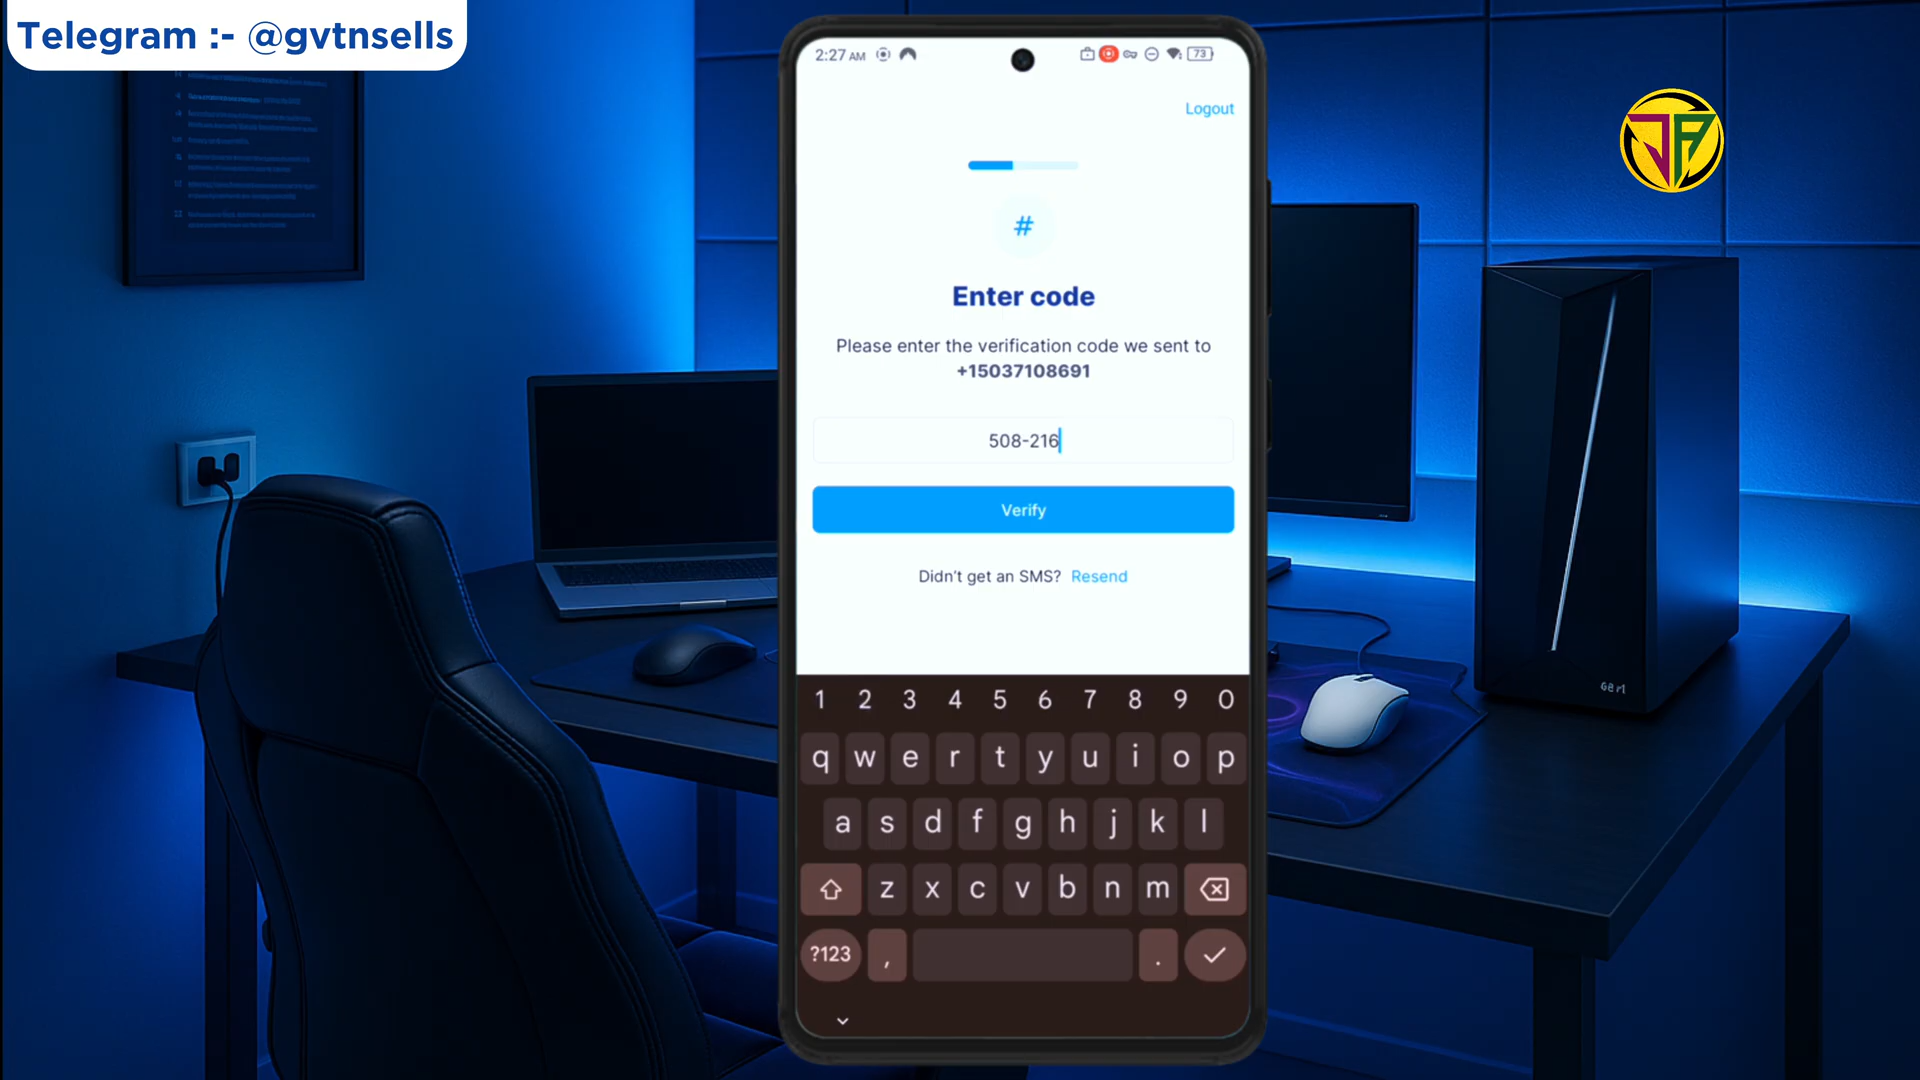 Telegram :- @gvtnsells
2:27 AM
73
Logout
#
Enter code
Please enter the verification code we sent to
+15037108691
508-216
Verify
Didn't get an SMS? Resend
1 2 3 4 5 6 7 8 9 0
q w e r t y u i o p
a s d f g h j k l
z x c v b n m
?123 , .